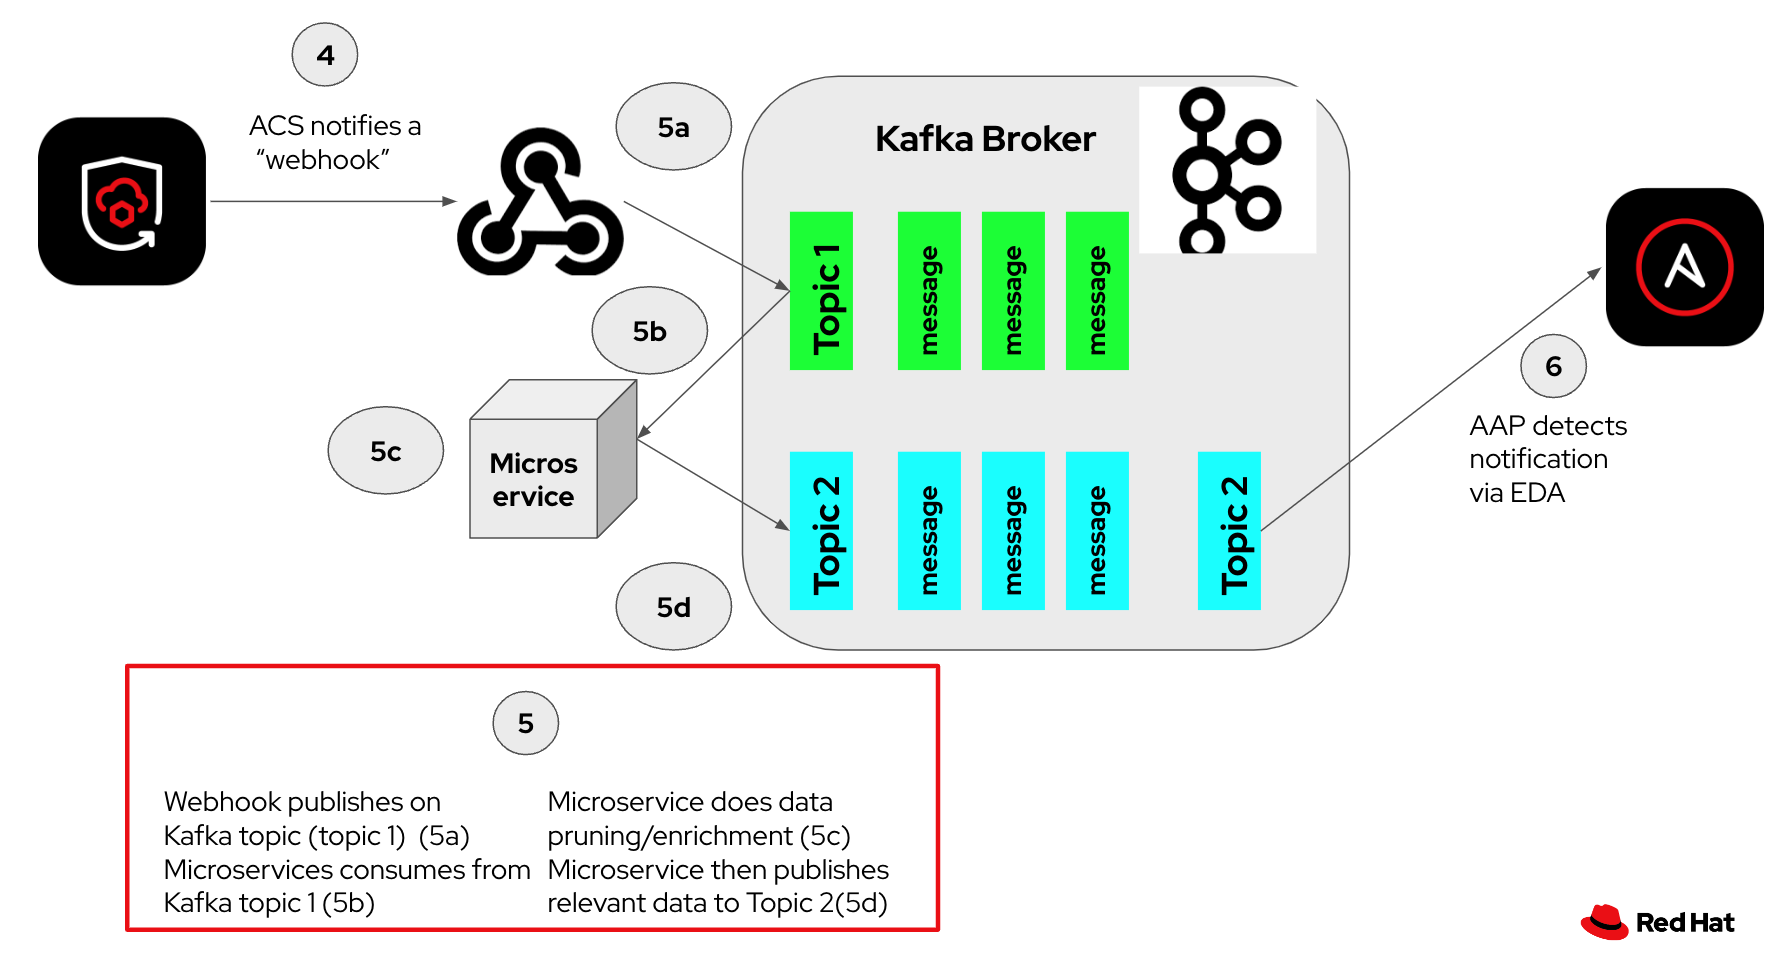 4
ACS notifies a
“webhook”
5a
Kafka Broker
Topic 1
message
message
message
5b
5c
Micros
ervice
Topic 2
message
message
message
Topic 2
5d
6
AAP detects
notification
via EDA
5
Webhook publishes on
Kafka topic (topic 1)  (5a)
Microservices consumes from
Kafka topic 1 (5b)
Microservice does data
pruning/enrichment (5c)
Microservice then publishes
relevant data to Topic 2(5d)
Red Hat